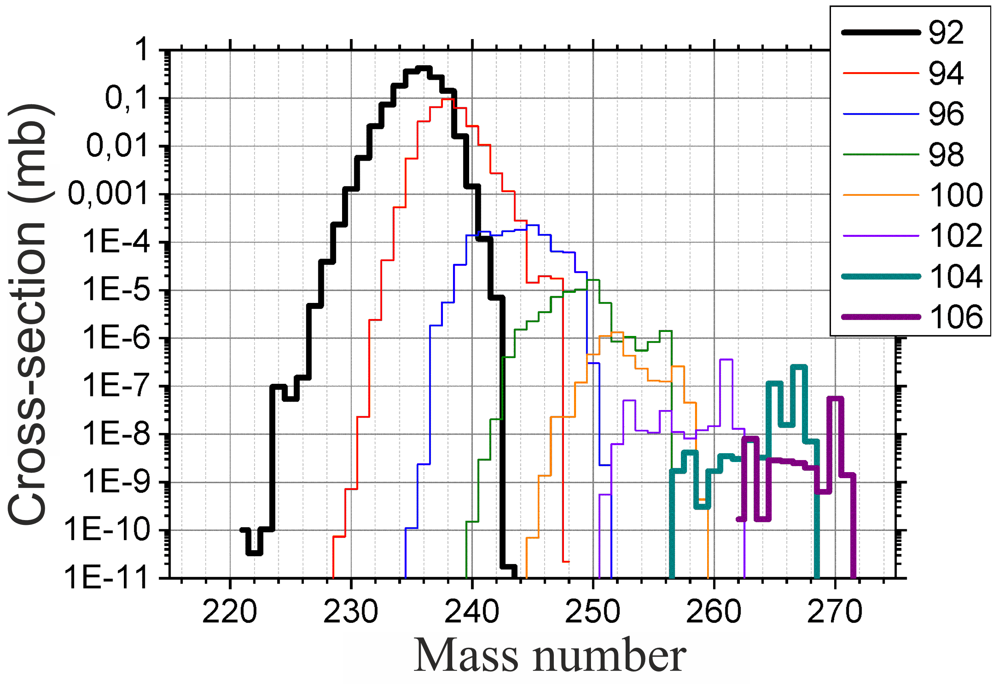 92
94
96
98
100
102
104
106
1
0,1
0,01
0,001
1E-4
1E-5
1E-6
1E-7
1E-8
1E-9
1E-10
1E-11
Cross-section (mb)
220 230 240 250 260 270
Mass number